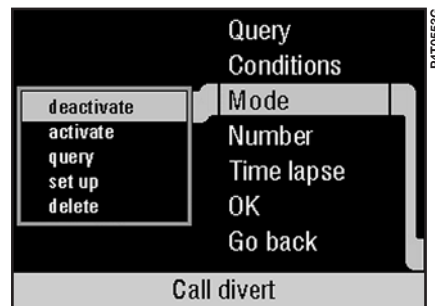 Query
Conditions
Mode
Number
Time lapse
OK
Go back
deactivate
activate
query
set up
delete
Call divert